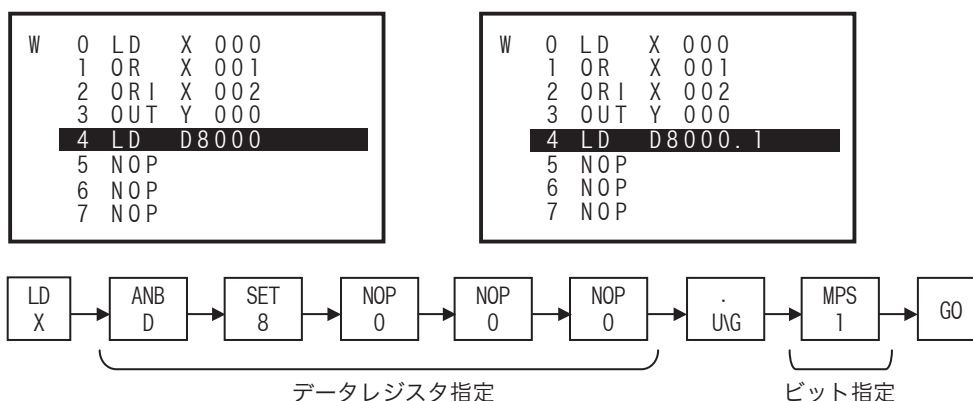 W 0 LD X 000
1 OR X 001
2 ORI X 002
3 OUT Y 000
4 LD D8000
5 NOP
6 NOP
7 NOP
W 0 LD X 000
1 OR X 001
2 ORI X 002
3 OUT Y 000
4 LD D8000.1
5 NOP
6 NOP
7 NOP
LD
X
ANB
D
SET
8
NOP
0
NOP
0
NOP
0
.
U\G
MPS
1
GO
データレジスタ指定
ビット指定